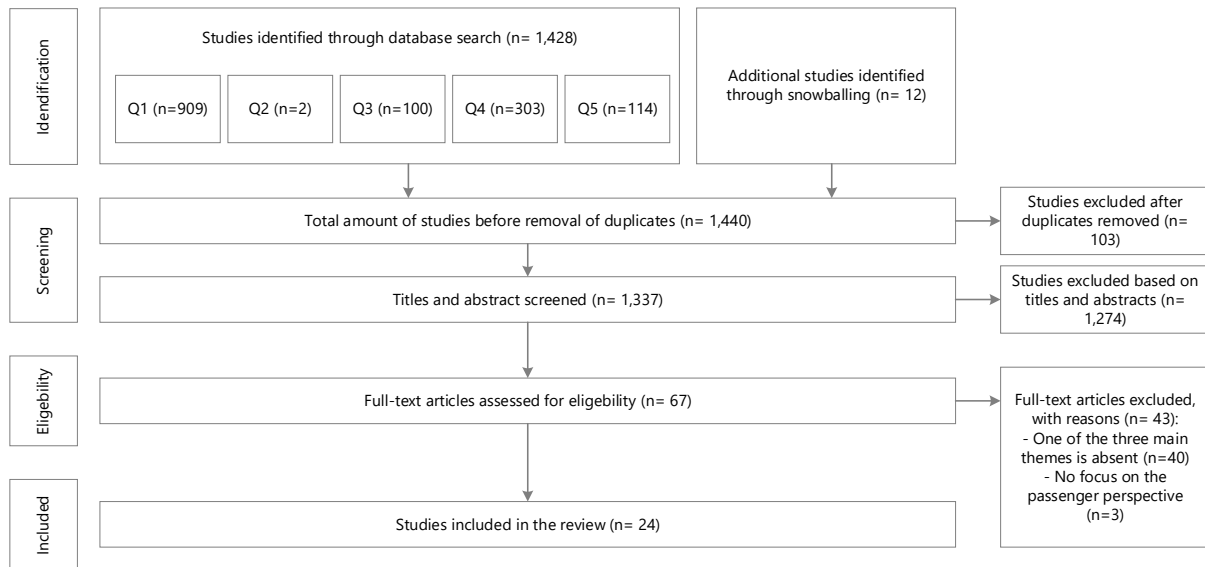 Idendification
Studies identified through database search (n= 1,428)
Q1 (n=909)
Q2 (n=2)
Q3 (n=100)
Q4 (n=303)
Q5 (n=114)
Additional studies identified
through snowballing (n= 12)
Screening
Total amount of studies before removal of duplicates (n= 1,440)
Studies excluded after
duplicates removed (n=
103)
Titles and abstract screened (n= 1,337)
Studies excluded based on
titles and abstracts (n=
1,274)
Eligebility
Full-text articles assessed for eligebility (n= 67)
Full-text articles excluded,
with reasons (n= 43):
- One of the three main
themes is absent (n=40)
- No focus on the
passenger perspective
(n=3)
Included
Studies included in the review (n= 24)